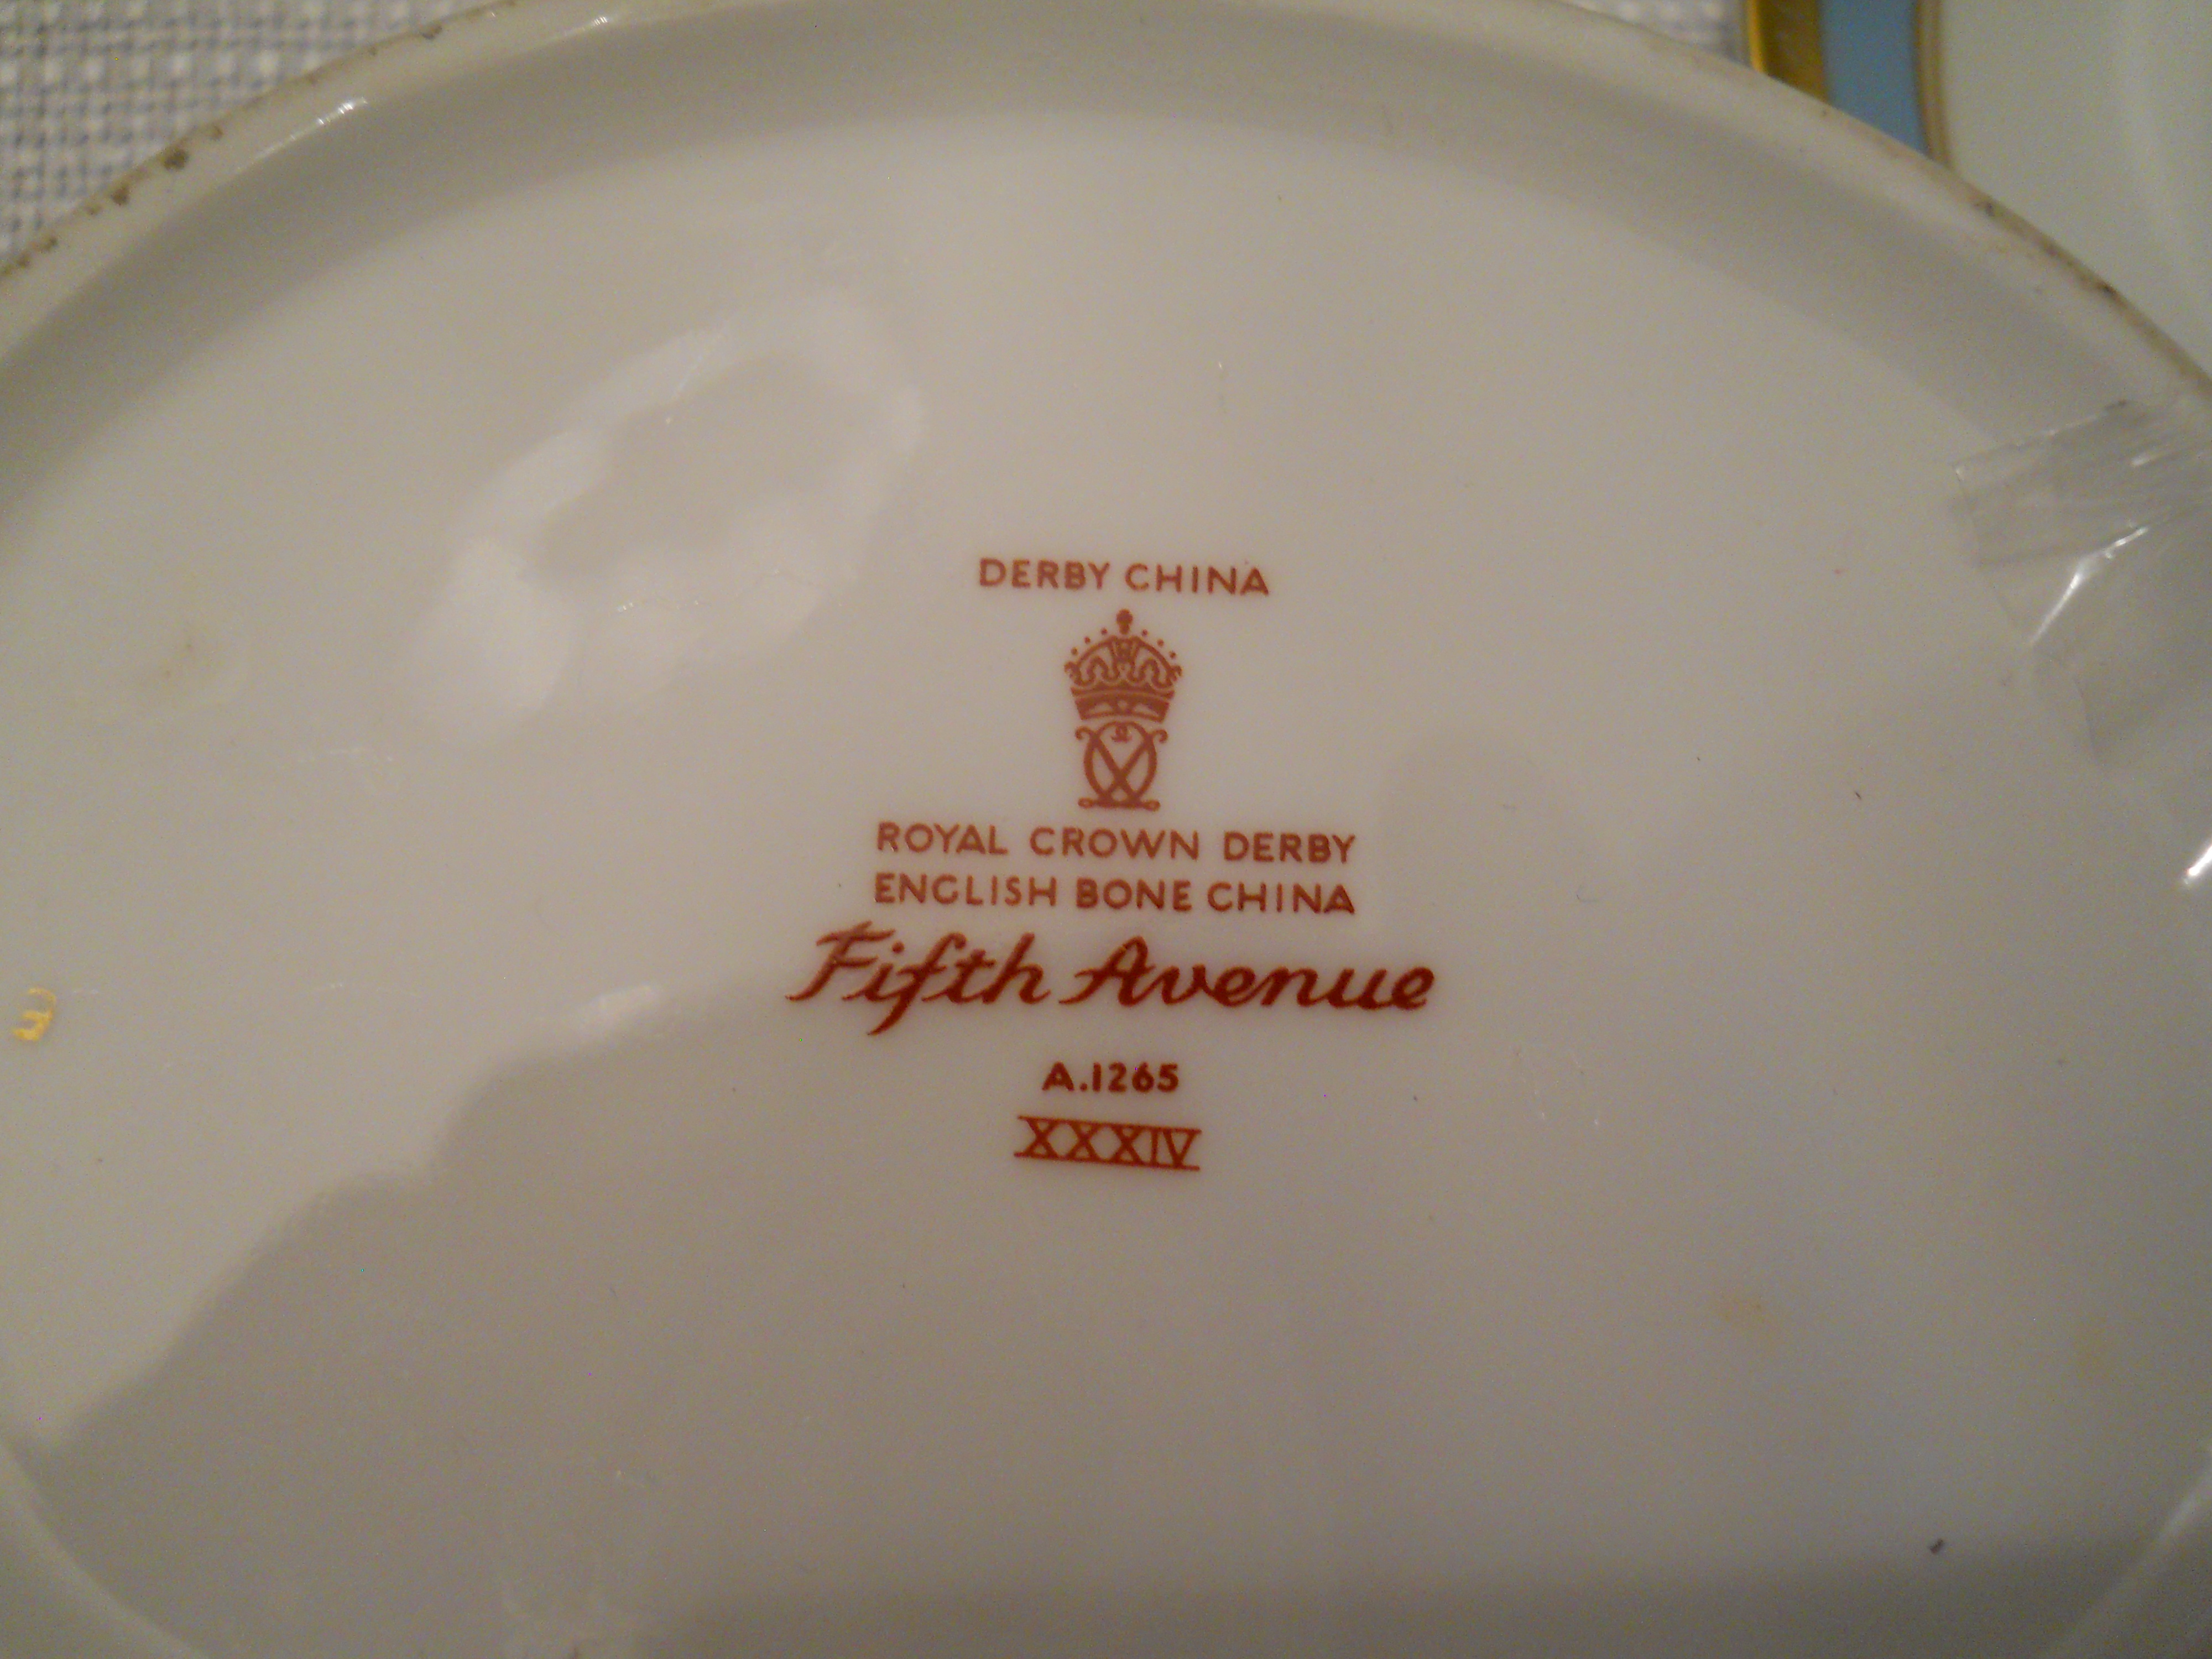 DERBY CHINA
ROYAL CROWN DERBY
ENGLISH BONE CHINA
Fifth Avenue
A.1265
XXXIV